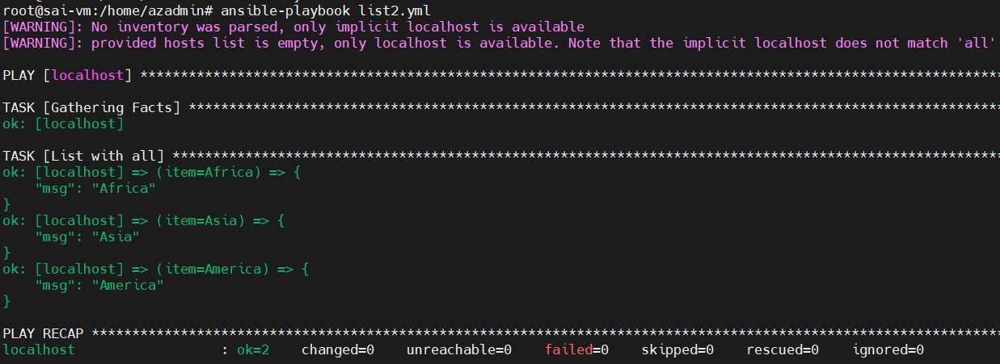 root@sai-vm:/home/azadmin# ansible-playbook list2.yml
[WARNING]: No inventory was parsed, only implicit localhost is available
[WARNING]: provided hosts list is empty, only localhost is available. Note that the implicit localhost does not match 'all'
PLAY [localhost] **********************************************************************************************************
TASK [Gathering Facts] ****************************************************************************************************
ok: [localhost]
TASK [List with all] ******************************************************************************************************
ok: [localhost] => (item=Africa) => {
    "msg": "Africa"
}
ok: [localhost] => (item=Asia) => {
    "msg": "Asia"
}
ok: [localhost] => (item=America) => {
    "msg": "America"
}
PLAY RECAP ****************************************************************************************************************
localhost                  : ok=2    changed=0    unreachable=0    failed=0    skipped=0    rescued=0    ignored=0